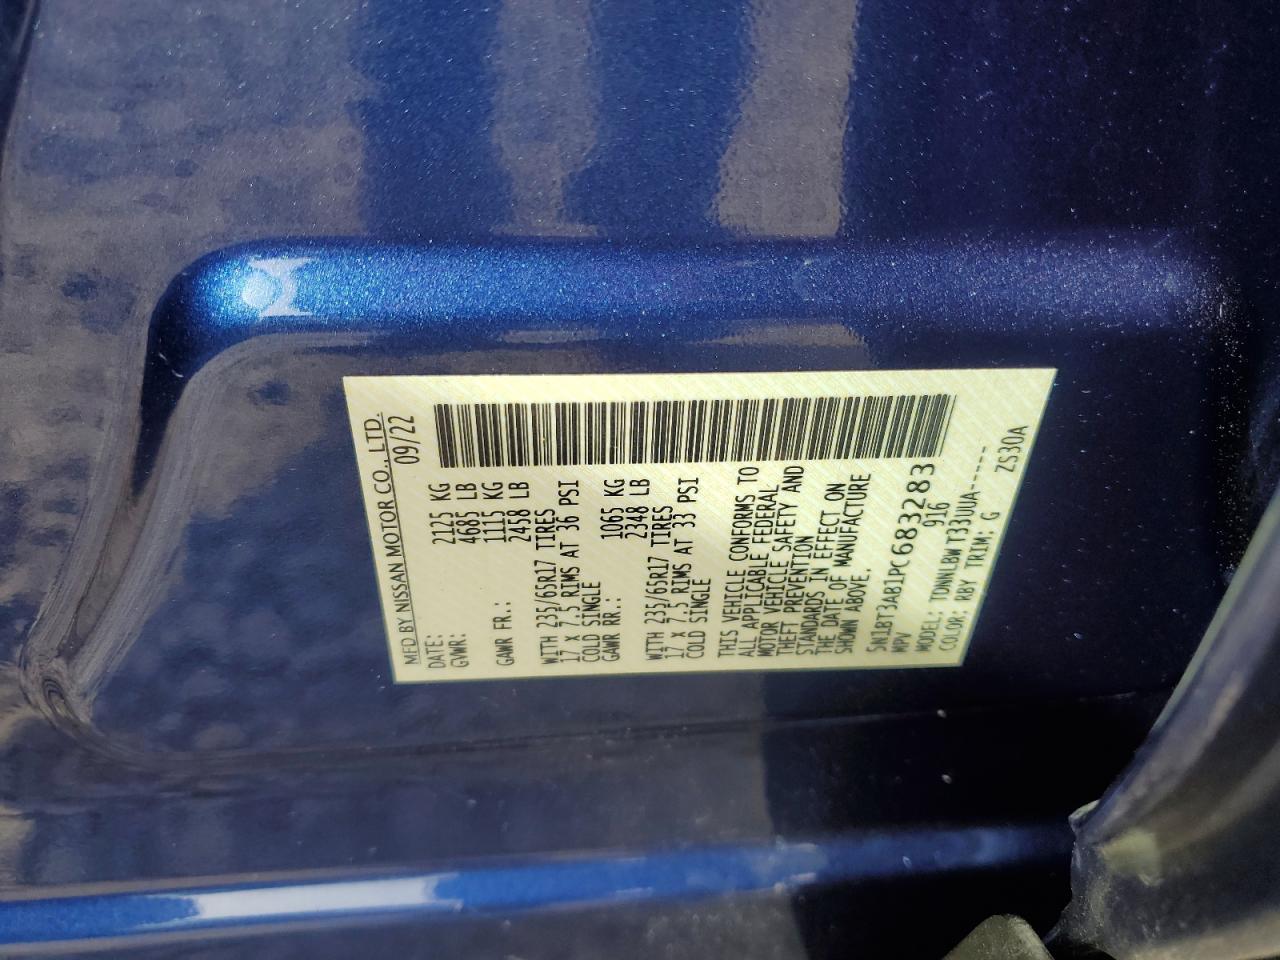 MFD BY NISSAN MOTOR CO., LTD.
DATE: 09/22
GVWR: 2125 KG
4685 LB
GAWR FR.: 1115 KG
2458 LB
WITH 235/65R17 TIRES
17 X 7.5 RIMS AT 36 PSI
COLD SINGLE
GAWR RR.: 1065 KG
2348 LB
WITH 235/65R17 TIRES
17 X 7.5 RIMS AT 33 PSI
COLD SINGLE
THIS VEHICLE CONFORMS TO
ALL APPLICABLE FEDERAL
MOTOR VEHICLE SAFETY AND
THEFT PREVENTION
STANDARDS IN EFFECT ON
THE DATE OF MANUFACTURE
SHOWN ABOVE.
5N1BT3AB1PC683283
MPV 916
MODEL: TDNNLBW T33UUA------
COLOR: RBY TRIM: G ZS30A